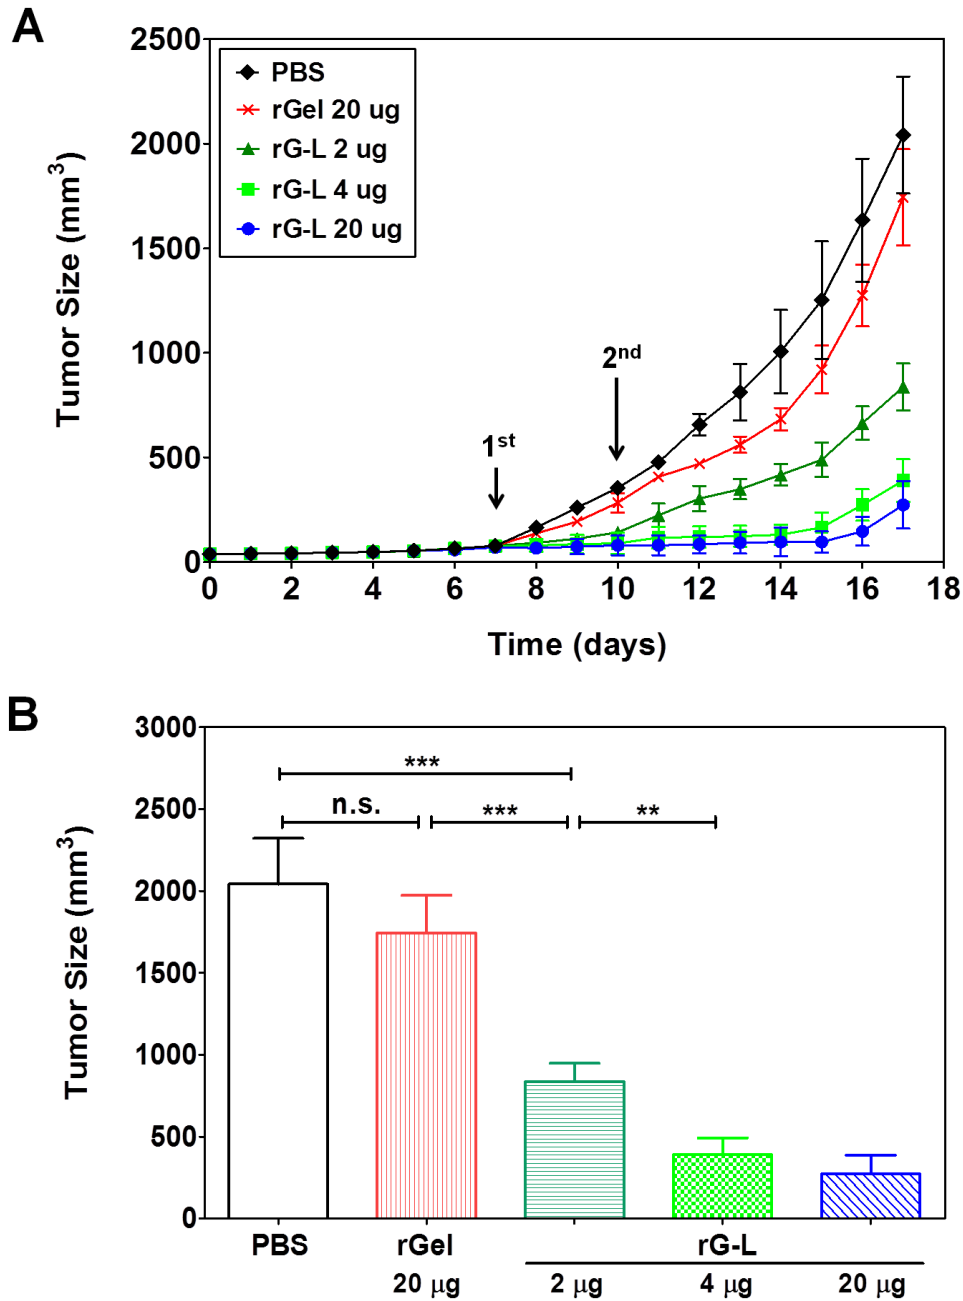 A
2500
2000
1500
1000
500
0
Tumor Size (mm³)
PBS
rGel 20 ug
rG-L 2 ug
rG-L 4 ug
rG-L 20 ug
1st
2nd
0 2 4 6 8 10 12 14 16 18
Time (days)
B
3000
2500
2000
1500
1000
500
0
Tumor Size (mm³)
***
n.s. *** **
PBS rGel rG-L
20 μg 2 μg 4 μg 20 μg